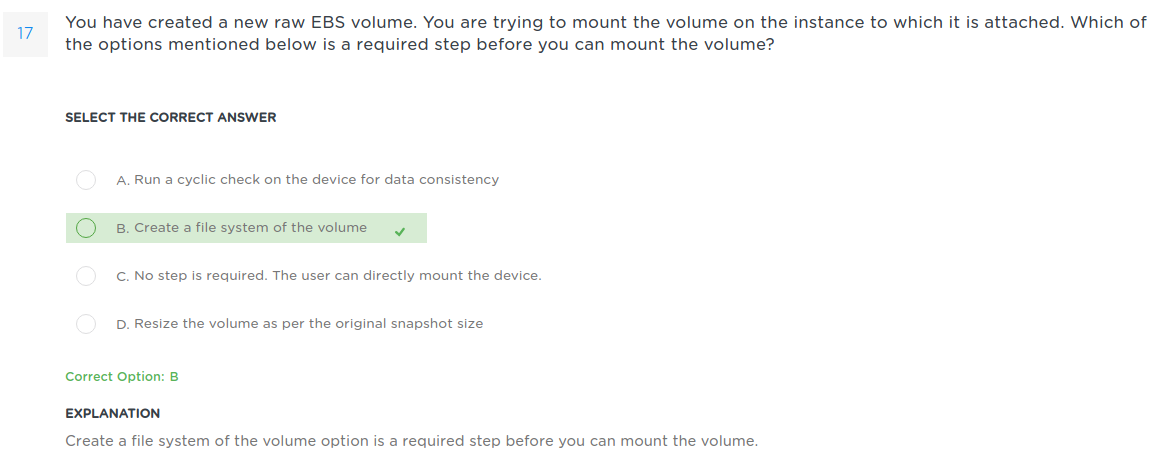 17
You have created a new raw EBS volume. You are trying to mount the volume on the instance to which it is attached. Which of
the options mentioned below is a required step before you can mount the volume?
SELECT THE CORRECT ANSWER
A. Run a cyclic check on the device for data consistency
B. Create a file system of the volume
C. No step is required. The user can directly mount the device.
D. Resize the volume as per the original snapshot size
Correct Option: B
EXPLANATION
Create a file system of the volume option is a required step before you can mount the volume.